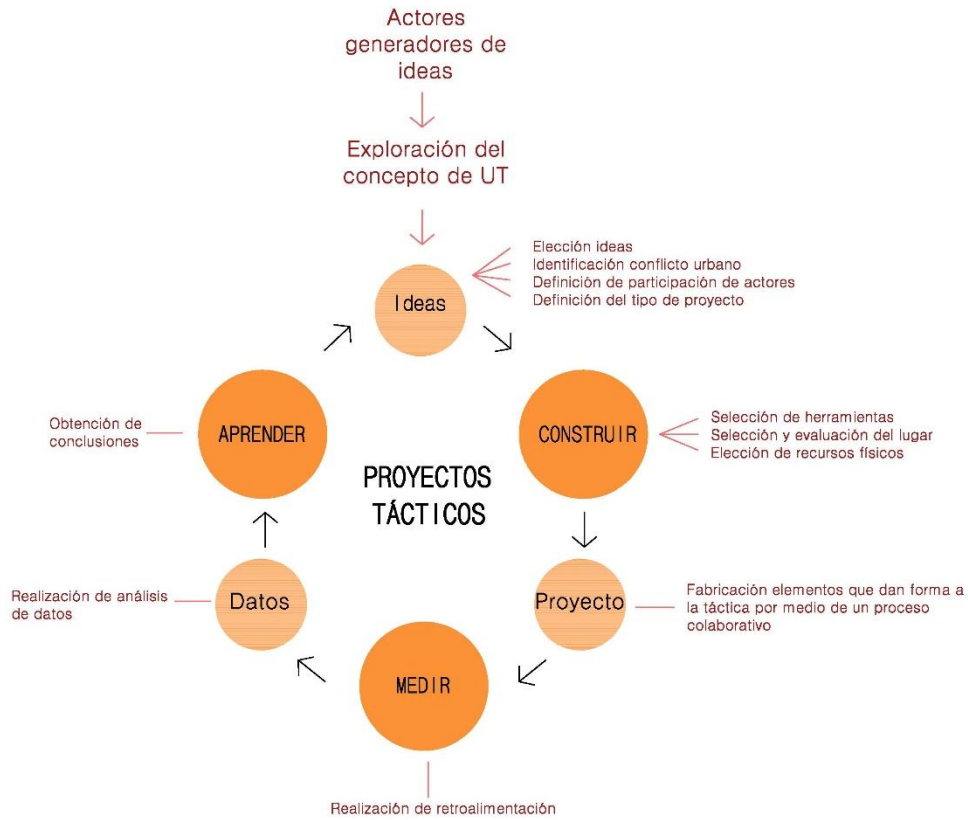 Actores
generadores de
ideas
Exploración del
concepto de UT
Ideas
Elección ideas
Identificación conflicto urbano
Definición de participación de actores
Definición del tipo de proyecto
CONSTRUIR
Selección de herramientas
Selección y evaluación del lugar
Elección de recursos físicos
Proyecto
Fabricación elementos que dan forma a
la táctica por medio de un proceso
colaborativo
MEDIR
Realización de retroalimentación
Datos
Realización de análisis
de datos
APRENDER
Obtención de
conclusiones
PROYECTOS
TÁCTICOS